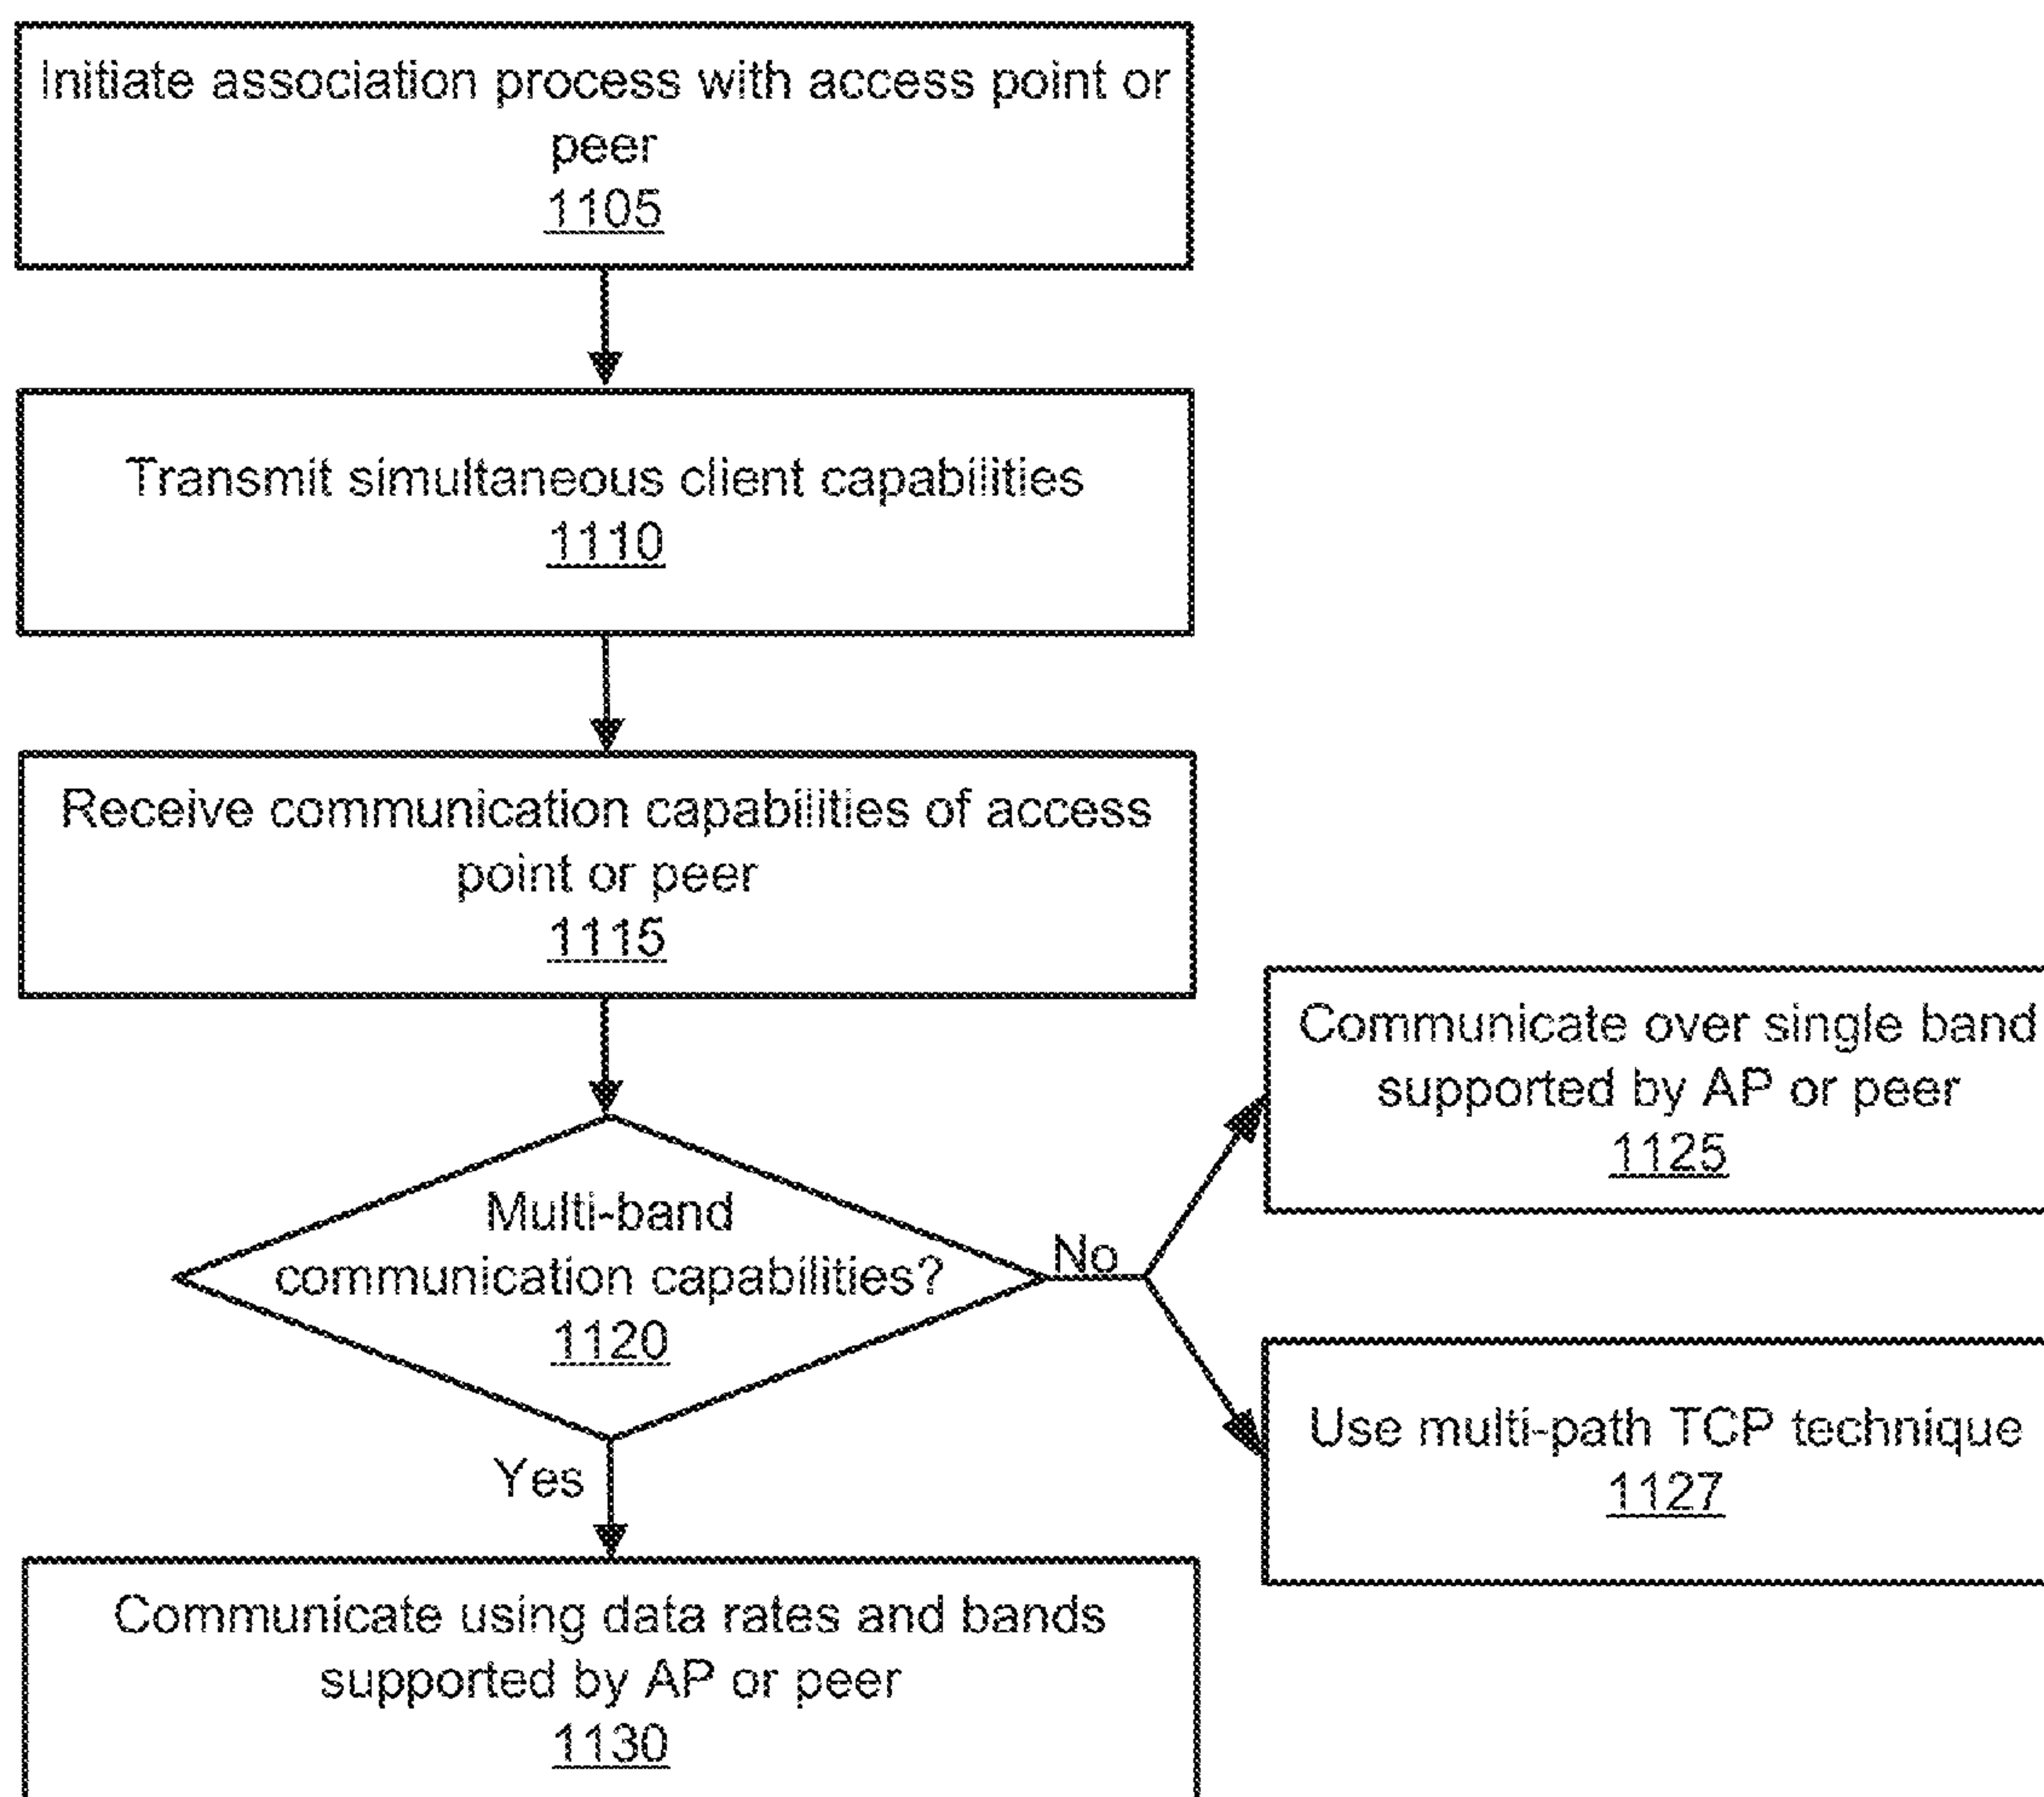 Initiate association process with access point or
peer
1105
Transmit simultaneous client capabilities
1110
Receive communication capabilities of access
point or peer
1115
Multi-band
communication capabilities?
1120
No
Yes
Communicate over single band
supported by AP or peer
1125
Use multi-path TCP technique
1127
Communicate using data rates and bands
supported by AP or peer
1130